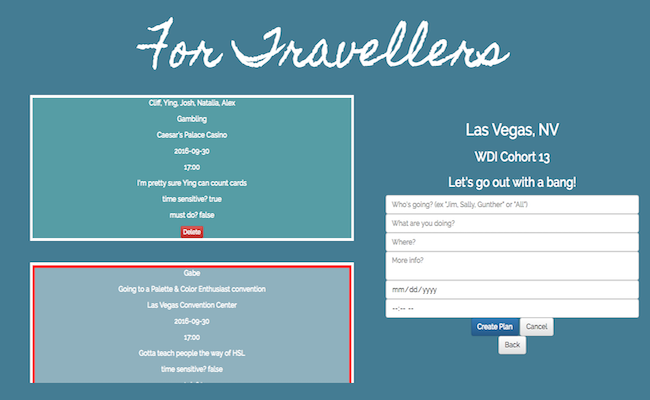 For Travellers
Cliff, Ying, Josh, Natalia, Alex
Gambling
Caesar's Palace Casino
2016-09-30
17:00
I'm pretty sure Ying can count cards
time sensitive? true
must do? false
Delete
Gabe
Going to a Palette & Color Enthusiast convention
Las Vegas Convention Center
2016-09-30
17:00
Gotta teach people the way of HSL
time sensitive? false
Las Vegas, NV
WDI Cohort 13
Let's go out with a bang!
Who's going? (ex "Jim, Sally, Gunther" or "All")
What are you doing?
Where?
More info?
mm/dd/yyyy
--:-- --
Create Plan Cancel
Back